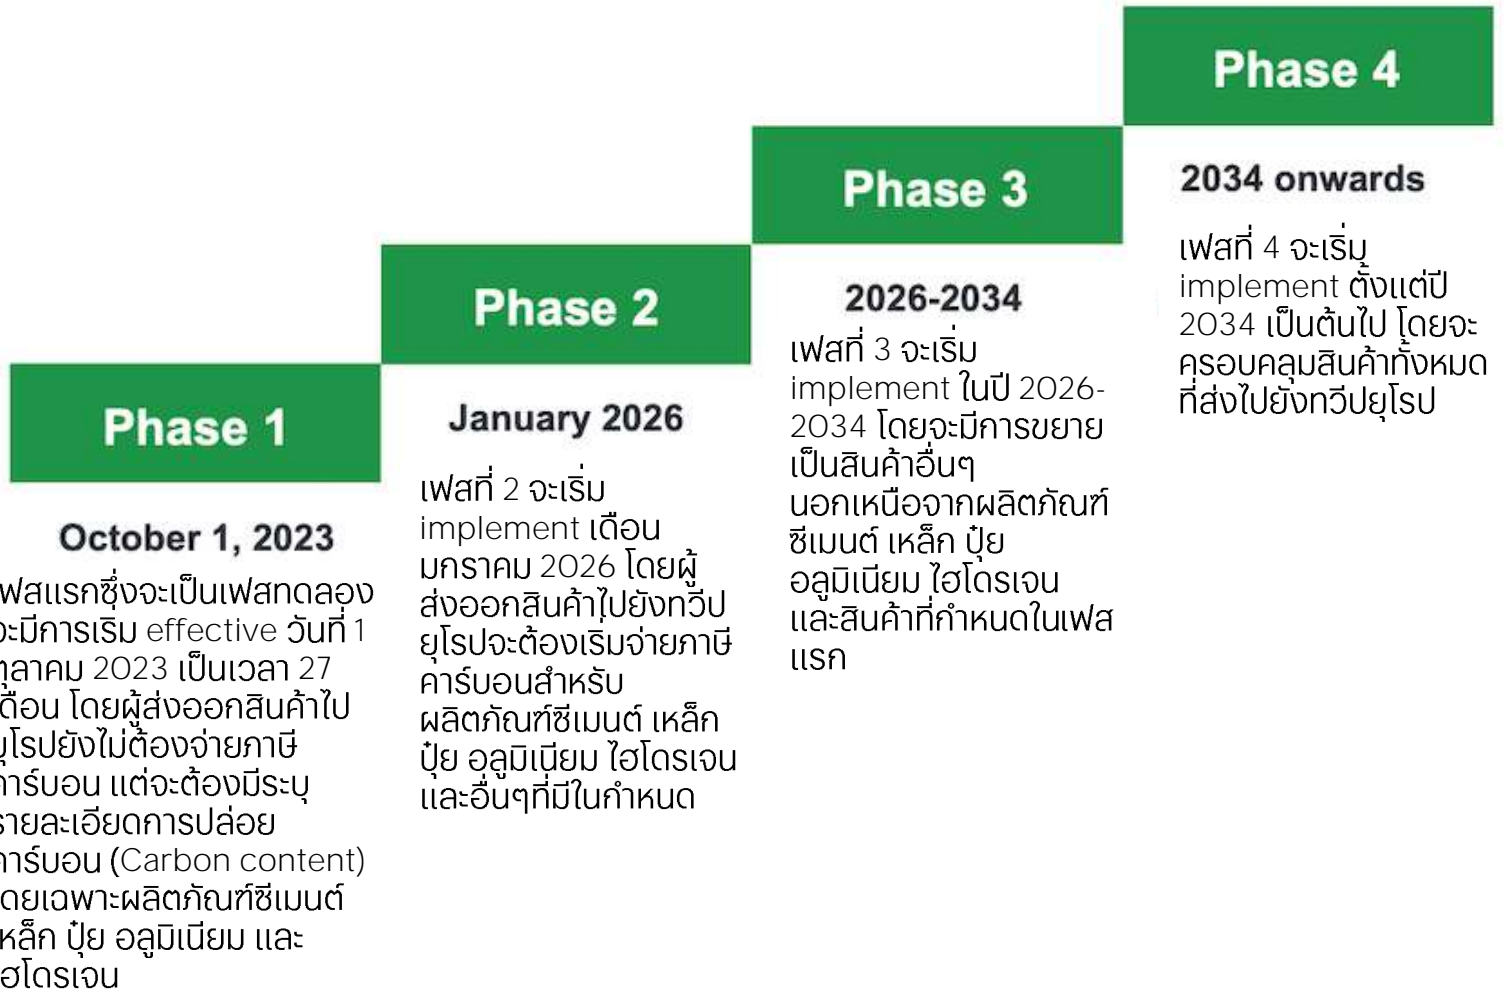 Phase 1
October 1, 2023
ฟสแรกซึ่งจะเป็นเฟสทดลอง
จะมีการเริ่ม effective วันที่ 1
ตุลาคม 2023 เป็นเวลา 27
ดือน โดยผู้ส่งออกสินค้าไป
ยุโรปยังไม่ต้องจ่ายภาษี
คาร์บอน แต่จะต้องมีระบุ
รายละเอียดการปล่อย
คาร์บอน (Carbon content)
ดยเฉพาะผลิตภัณฑ์ซีเมนต์
หล็ก ปุ๋ย อลูมิเนียม และ
ฮโดรเจน
Phase 2
January 2026
เฟสที่ 2 จะเริ่ม
implement เดือน
มกราคม 2026 โดยผู้
ส่งออกสินค้าไปยังทวีป
ยุโรปจะต้องเริ่มจ่ายภาษี
คาร์บอนสำหรับ
ผลิตภัณฑ์ซีเมนต์ เหล็ก
ปุ๋ย อลูมิเนียม ไฮโดรเจน
และอื่นๆที่มีในกำหนด
Phase 3
2026-2034
เฟสที่ 3 จะเริ่ม
implement ในปี 2026-
2034 โดยจะมีการขยาย
เป็นสินค้าอื่นๆ
นอกเหนือจากผลิตภัณฑ์
ซีเมนต์ เหล็ก ปุ๋ย
อลูมิเนียม ไฮโดรเจน
และสินค้าที่กำหนดในเฟส
แรก
Phase 4
2034 onwards
เฟสที่ 4 จะเริ่ม
implement ตั้งแต่ปี
2034 เป็นต้นไป โดยจะ
ครอบคลุมสินค้าทั้งหมด
ที่ส่งไปยังทวีปยุโรป